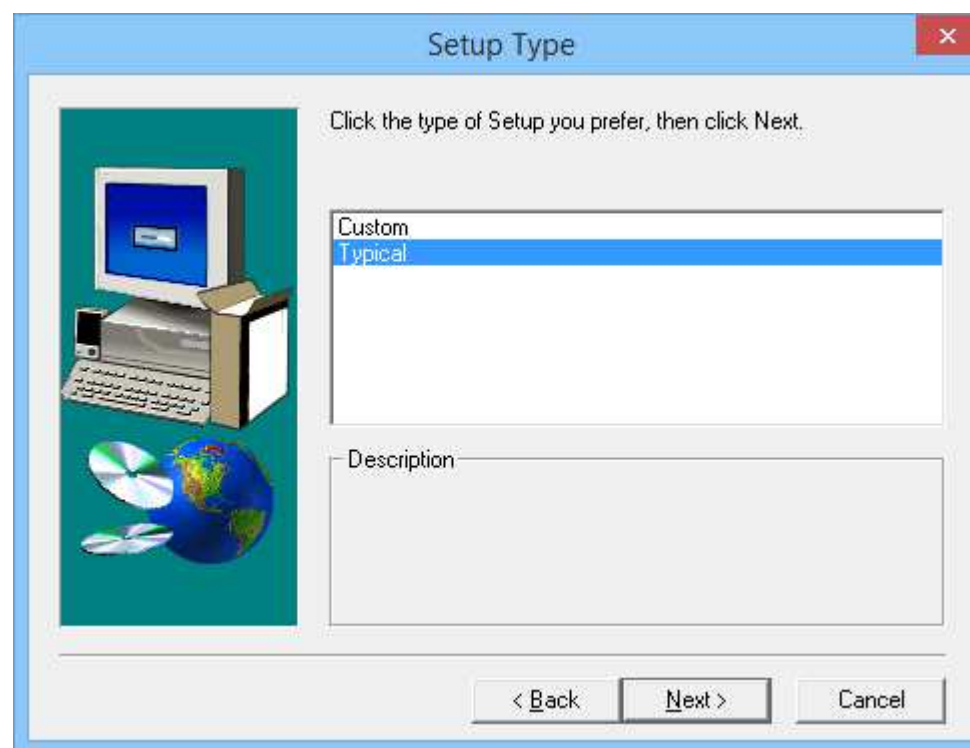 Setup Type
Click the type of Setup you prefer, then click Next.
Custom
Typical
Description
< Back
Next >
Cancel